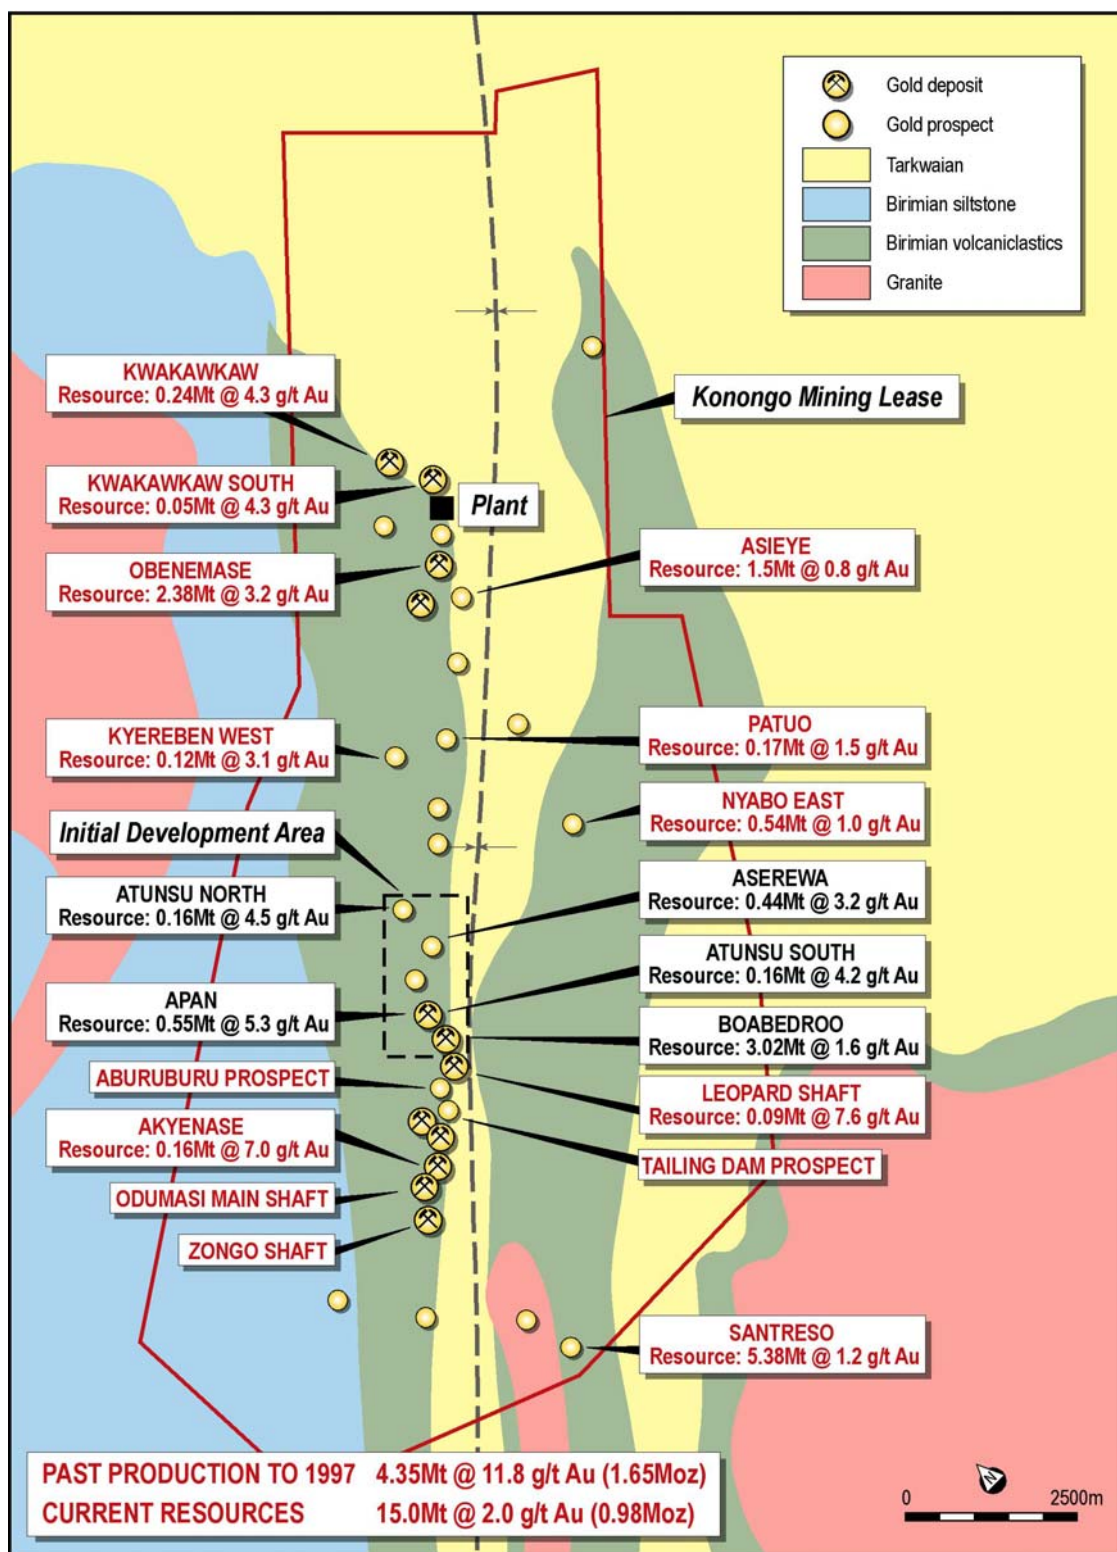 Gold deposit
Gold prospect
Tarkwaian
Birimian siltstone
Birimian volcaniclastics
Granite
KWAKAWKAW
Resource: 0.24Mt @ 4.3 g/t Au
Konongo Mining Lease
KWAKAWKAW SOUTH
Resource: 0.05Mt @ 4.3 g/t Au
Plant
OBENEMASE
Resource: 2.38Mt @ 3.2 g/t Au
ASIEYE
Resource: 1.5Mt @ 0.8 g/t Au
KYEREBEN WEST
Resource: 0.12Mt @ 3.1 g/t Au
PATUO
Resource: 0.17Mt @ 1.5 g/t Au
NYABO EAST
Resource: 0.54Mt @ 1.0 g/t Au
Initial Development Area
ATUNSU NORTH
Resource: 0.16Mt @ 4.5 g/t Au
ASEREWA
Resource: 0.44Mt @ 3.2 g/t Au
ATUNSU SOUTH
Resource: 0.16Mt @ 4.2 g/t Au
APAN
Resource: 0.55Mt @ 5.3 g/t Au
BOABEDROO
Resource: 3.02Mt @ 1.6 g/t Au
ABURUBURU PROSPECT
LEOPARD SHAFT
Resource: 0.09Mt @ 7.6 g/t Au
AKYENASE
Resource: 0.16Mt @ 7.0 g/t Au
TAILING DAM PROSPECT
ODUMASI MAIN SHAFT
ZONGO SHAFT
SANTRESO
Resource: 5.38Mt @ 1.2 g/t Au
PAST PRODUCTION TO 1997 4.35Mt @ 11.8 g/t Au (1.65Moz)
CURRENT RESOURCES 15.0Mt @ 2.0 g/t Au (0.98Moz)
N
0 2500m